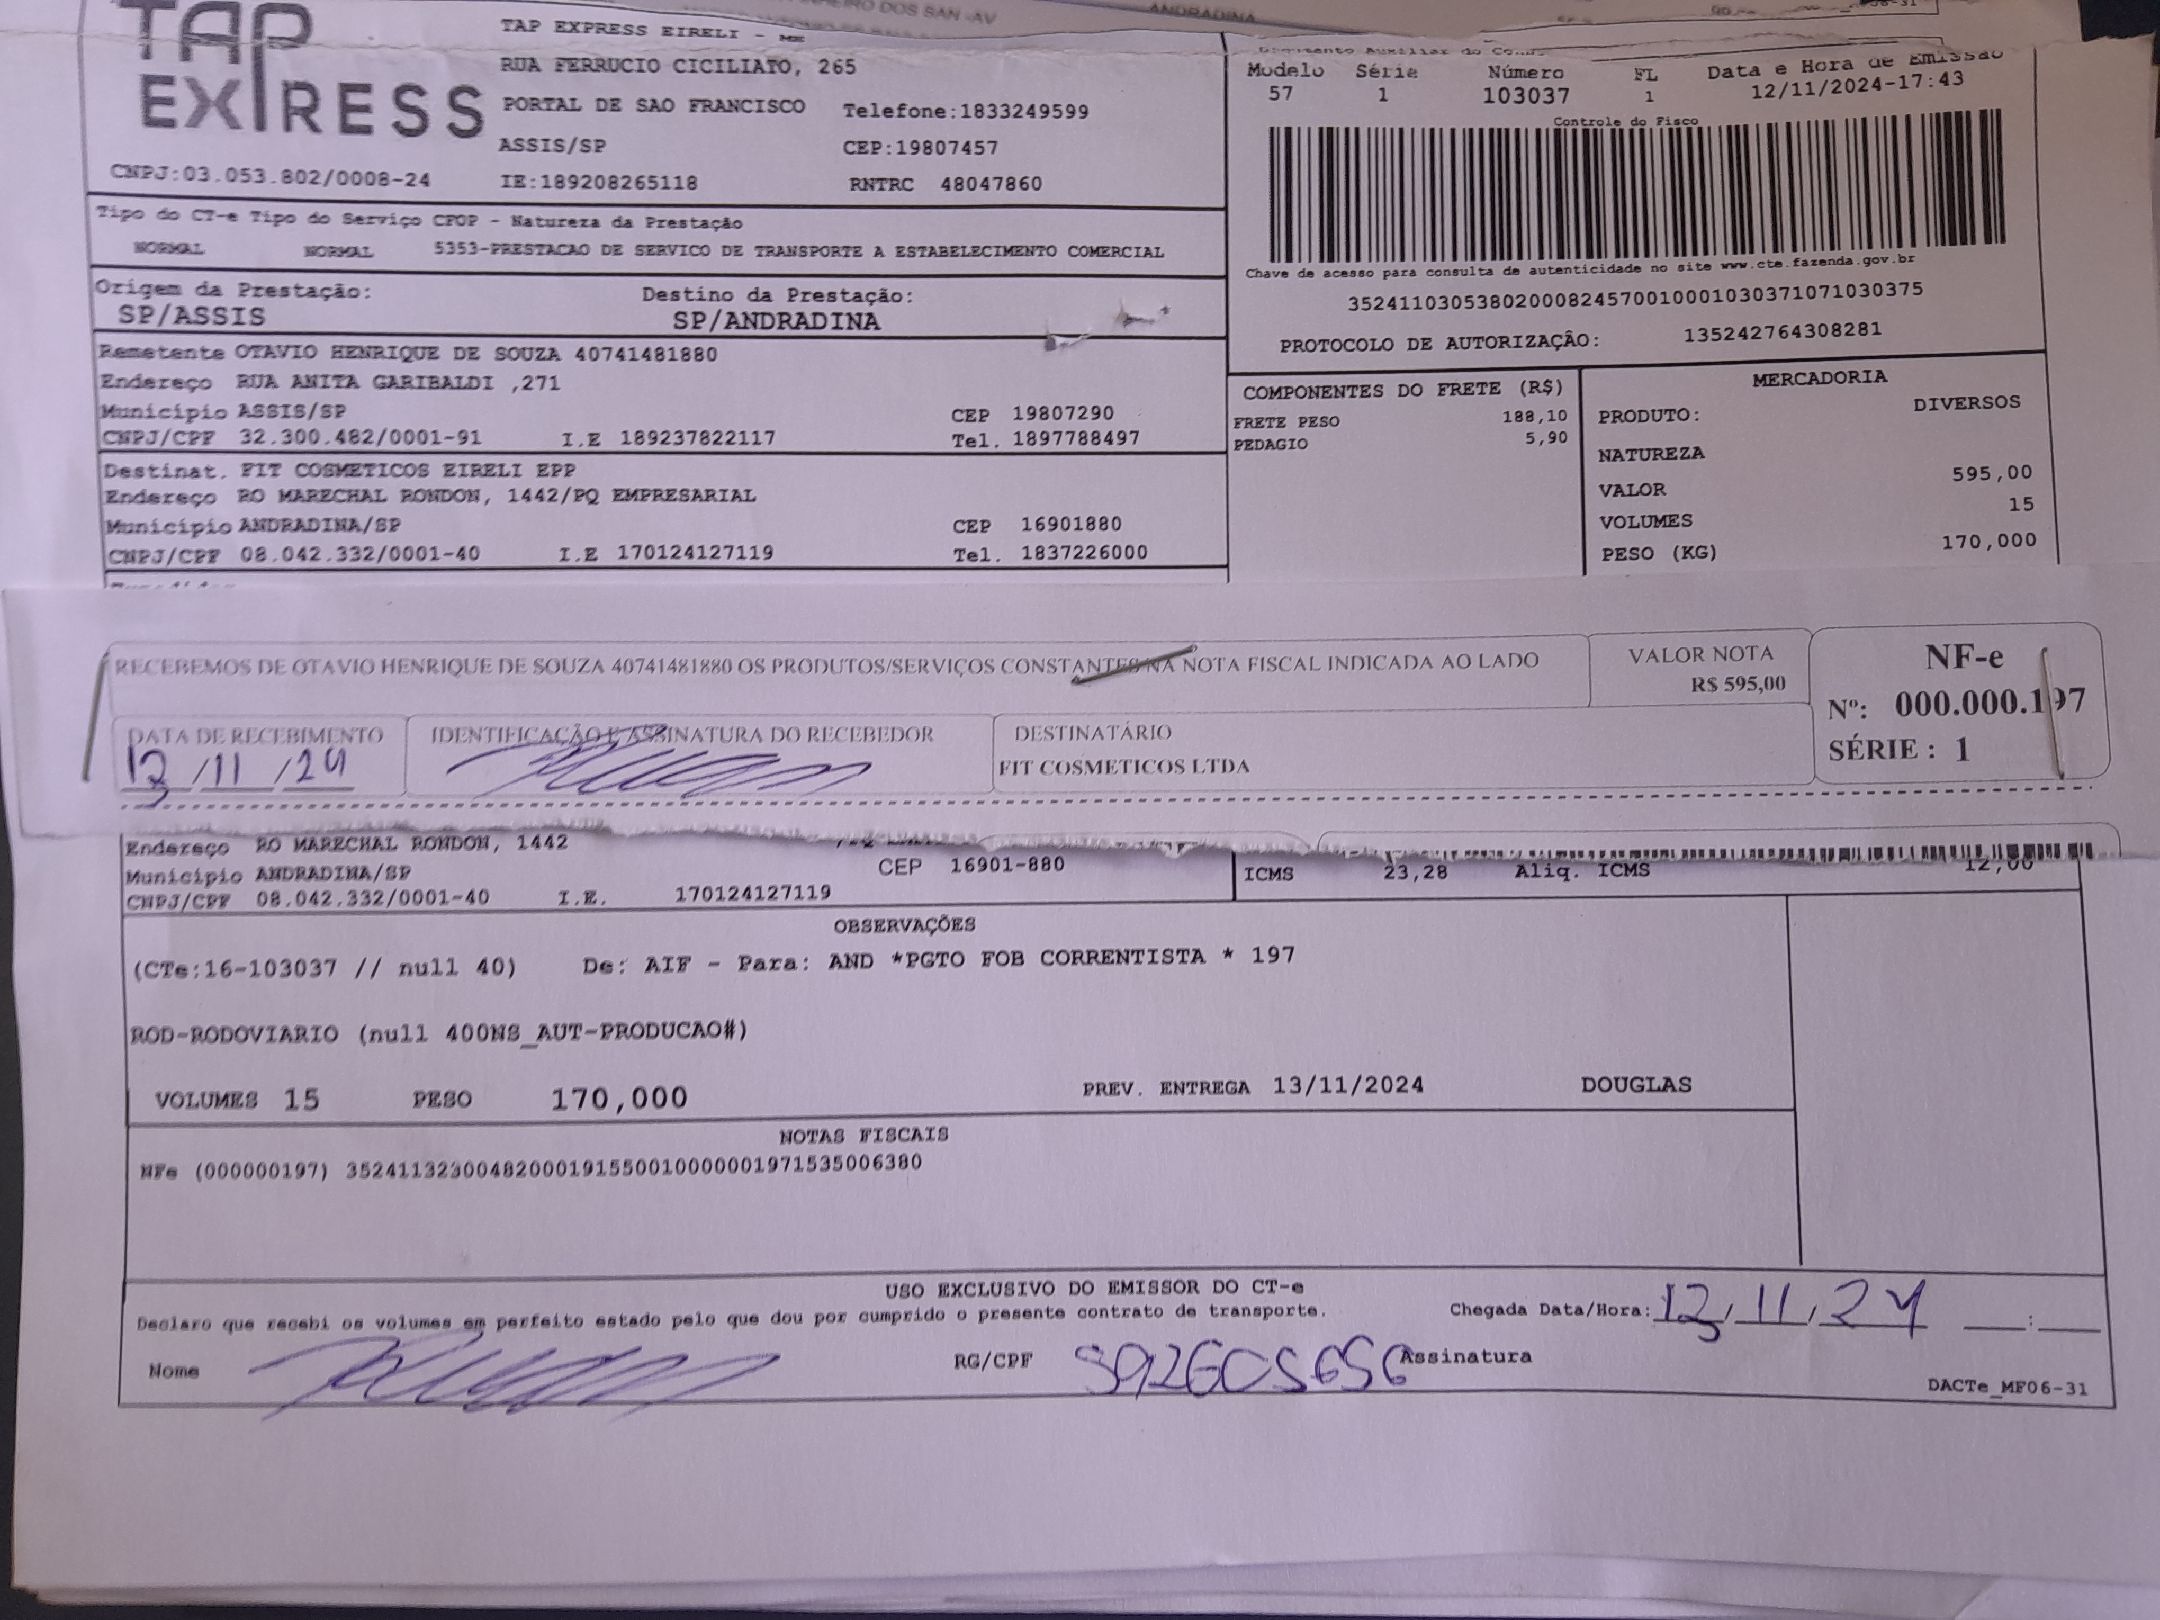 ANDRADINA
TAP EXPRESS
TAP EXPRESS EIRELI - ME
RUA FERRUCIO CICILIATO, 265
PORTAL DE SAO FRANCISCO Telefone:1833249599
ASSIS/SP CEP:19807457
CNPJ:03.053.802/0008-24 IE:189208265118 RNTRC 48047860
Modelo Série Número FL Data e Hora de Emissão
57 1 103037 1 12/11/2024-17:43
Controle do Fisco
Chave de acesso para consulta de autenticidade no site www.cte.fazenda.gov.br
35241103053802000824570010001030371071030375
PROTOCOLO DE AUTORIZAÇÃO: 135242764308281
Tipo do CT-e Tipo do Serviço CFOP - Natureza da Prestação
NORMAL NORMAL 5353-PRESTACAO DE SERVICO DE TRANSPORTE A ESTABELECIMENTO COMERCIAL
Origem da Prestação: Destino da Prestação:
SP/ASSIS SP/ANDRADINA
Remetente OTAVIO HENRIQUE DE SOUZA 40741481880
Endereço RUA ANITA GARIBALDI ,271
Município ASSIS/SP CEP 19807290
CNPJ/CPF 32.300.482/0001-91 I.E 189237822117 Tel. 1897788497
Destinat. FIT COSMETICOS EIRELI EPP
Endereço RO MARECHAL RONDON, 1442/PQ EMPRESARIAL
Município ANDRADINA/SP CEP 16901880
CNPJ/CPF 08.042.332/0001-40 I.E 170124127119 Tel. 1837226000
COMPONENTES DO FRETE (R$)
FRETE PESO 188,10
PEDAGIO 5,90
MERCADORIA
PRODUTO: DIVERSOS
NATUREZA
VALOR 595,00
VOLUMES 15
PESO (KG) 170,000
RECEBEMOS DE OTAVIO HENRIQUE DE SOUZA 40741481880 OS PRODUTOS/SERVIÇOS CONSTANTES NA NOTA FISCAL INDICADA AO LADO
VALOR NOTA
R$ 595,00
NF-e
Nº: 000.000.197
SÉRIE : 1
DATA DE RECEBIMENTO
13/11/24
IDENTIFICAÇÃO E ASSINATURA DO RECEBEDOR
DESTINATÁRIO
FIT COSMETICOS LTDA
Endereço RO MARECHAL RONDON, 1442
Município ANDRADINA/SP CEP 16901-880
CNPJ/CPF 08.042.332/0001-40 I.E. 170124127119
ICMS 23,28 Aliq. ICMS 12,00
OBSERVAÇÕES
(CTe:16-103037 // null 40) De: AIF - Para: AND *PGTO FOB CORRENTISTA * 197
ROD-RODOVIARIO (null 400NS_AUT-PRODUCAO#)
VOLUMES 15 PESO 170,000 PREV. ENTREGA 13/11/2024 DOUGLAS
NOTAS FISCAIS
NFe (000000197) 35241132300482000191550010000001971535006380
USO EXCLUSIVO DO EMISSOR DO CT-e
Declaro que recebi os volumes em perfeito estado pelo que dou por cumprido o presente contrato de transporte. Chegada Data/Hora: 13/11/24 :
Nome RG/CPF Assinatura
DACTe_MF06-31